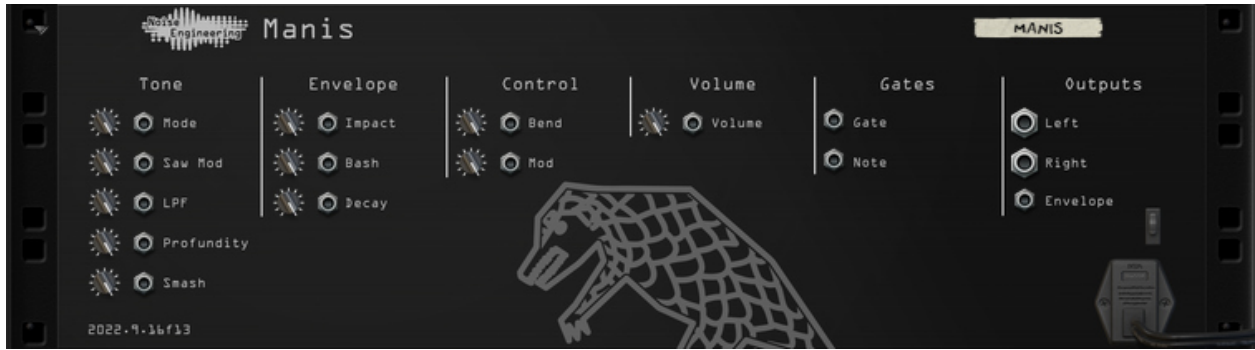 Noise
Engineering
Manis
MANIS
Tone
Mode
Saw Mod
LPF
Profundity
Smash
Envelope
Impact
Bash
Decay
Control
Bend
Mod
Volume
Volume
Gates
Gate
Note
Outputs
Left
Right
Envelope
2022.9.16f13